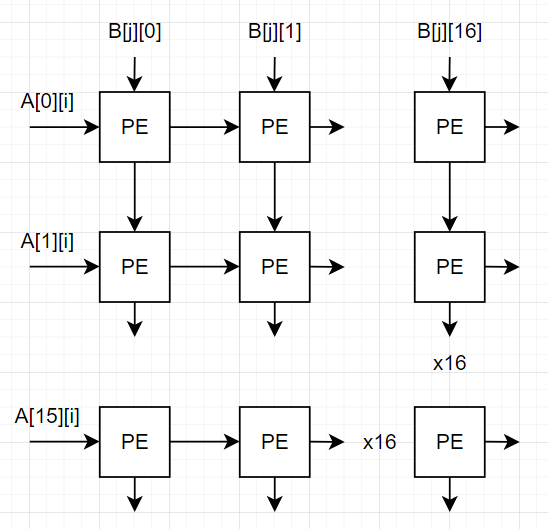 B[j][0] B[j][1] B[j][16]
A[0][i]
PE PE PE
A[1][i]
PE PE PE
x16
A[15][i]
PE PE x16 PE